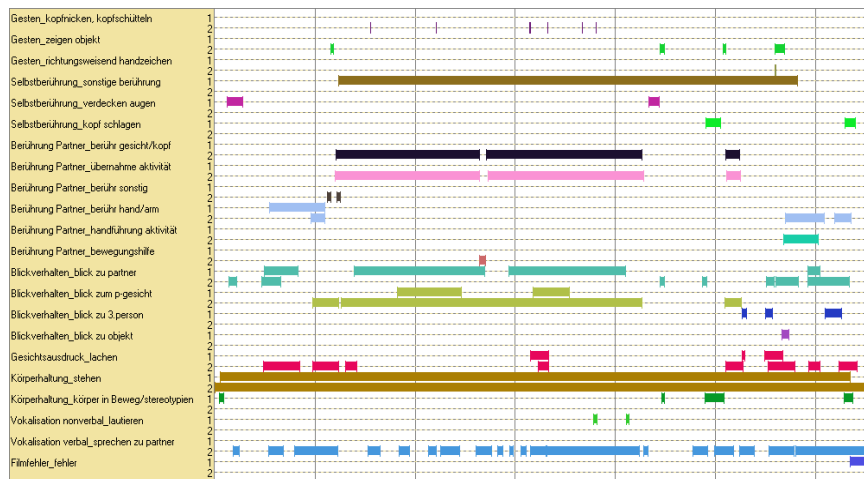 Gesten_kopfnicken, kopfschütteln 1
2
Gesten_zeigen objekt 1
2
Gesten_richtungsweisend handzeichen 1
2
Selbstberührung_sonstige berührung 1
2
Selbstberührung_verdecken augen 1
2
Selbstberührung_kopf schlagen 1
2
Berührung Partner_berühr gesicht/kopf 1
2
Berührung Partner_übernahme aktivität 1
2
Berührung Partner_berühr sonstig 1
2
Berührung Partner_berühr hand/arm 1
2
Berührung Partner_handführung aktivität 1
2
Berührung Partner_bewegungshilfe 1
2
Blickverhalten_blick zu partner 1
2
Blickverhalten_blick zum p-gesicht 1
2
Blickverhalten_blick zu 3.person 1
2
Blickverhalten_blick zu objekt 1
2
Gesichtsausdruck_lachen 1
2
Körperhaltung_stehen 1
2
Körperhaltung_körper in Beweg/stereotypien 1
2
Vokalisation nonverbal_lautieren 1
2
Vokalisation verbal_sprechen zu partner 1
2
Filmfehler_fehler 1
2